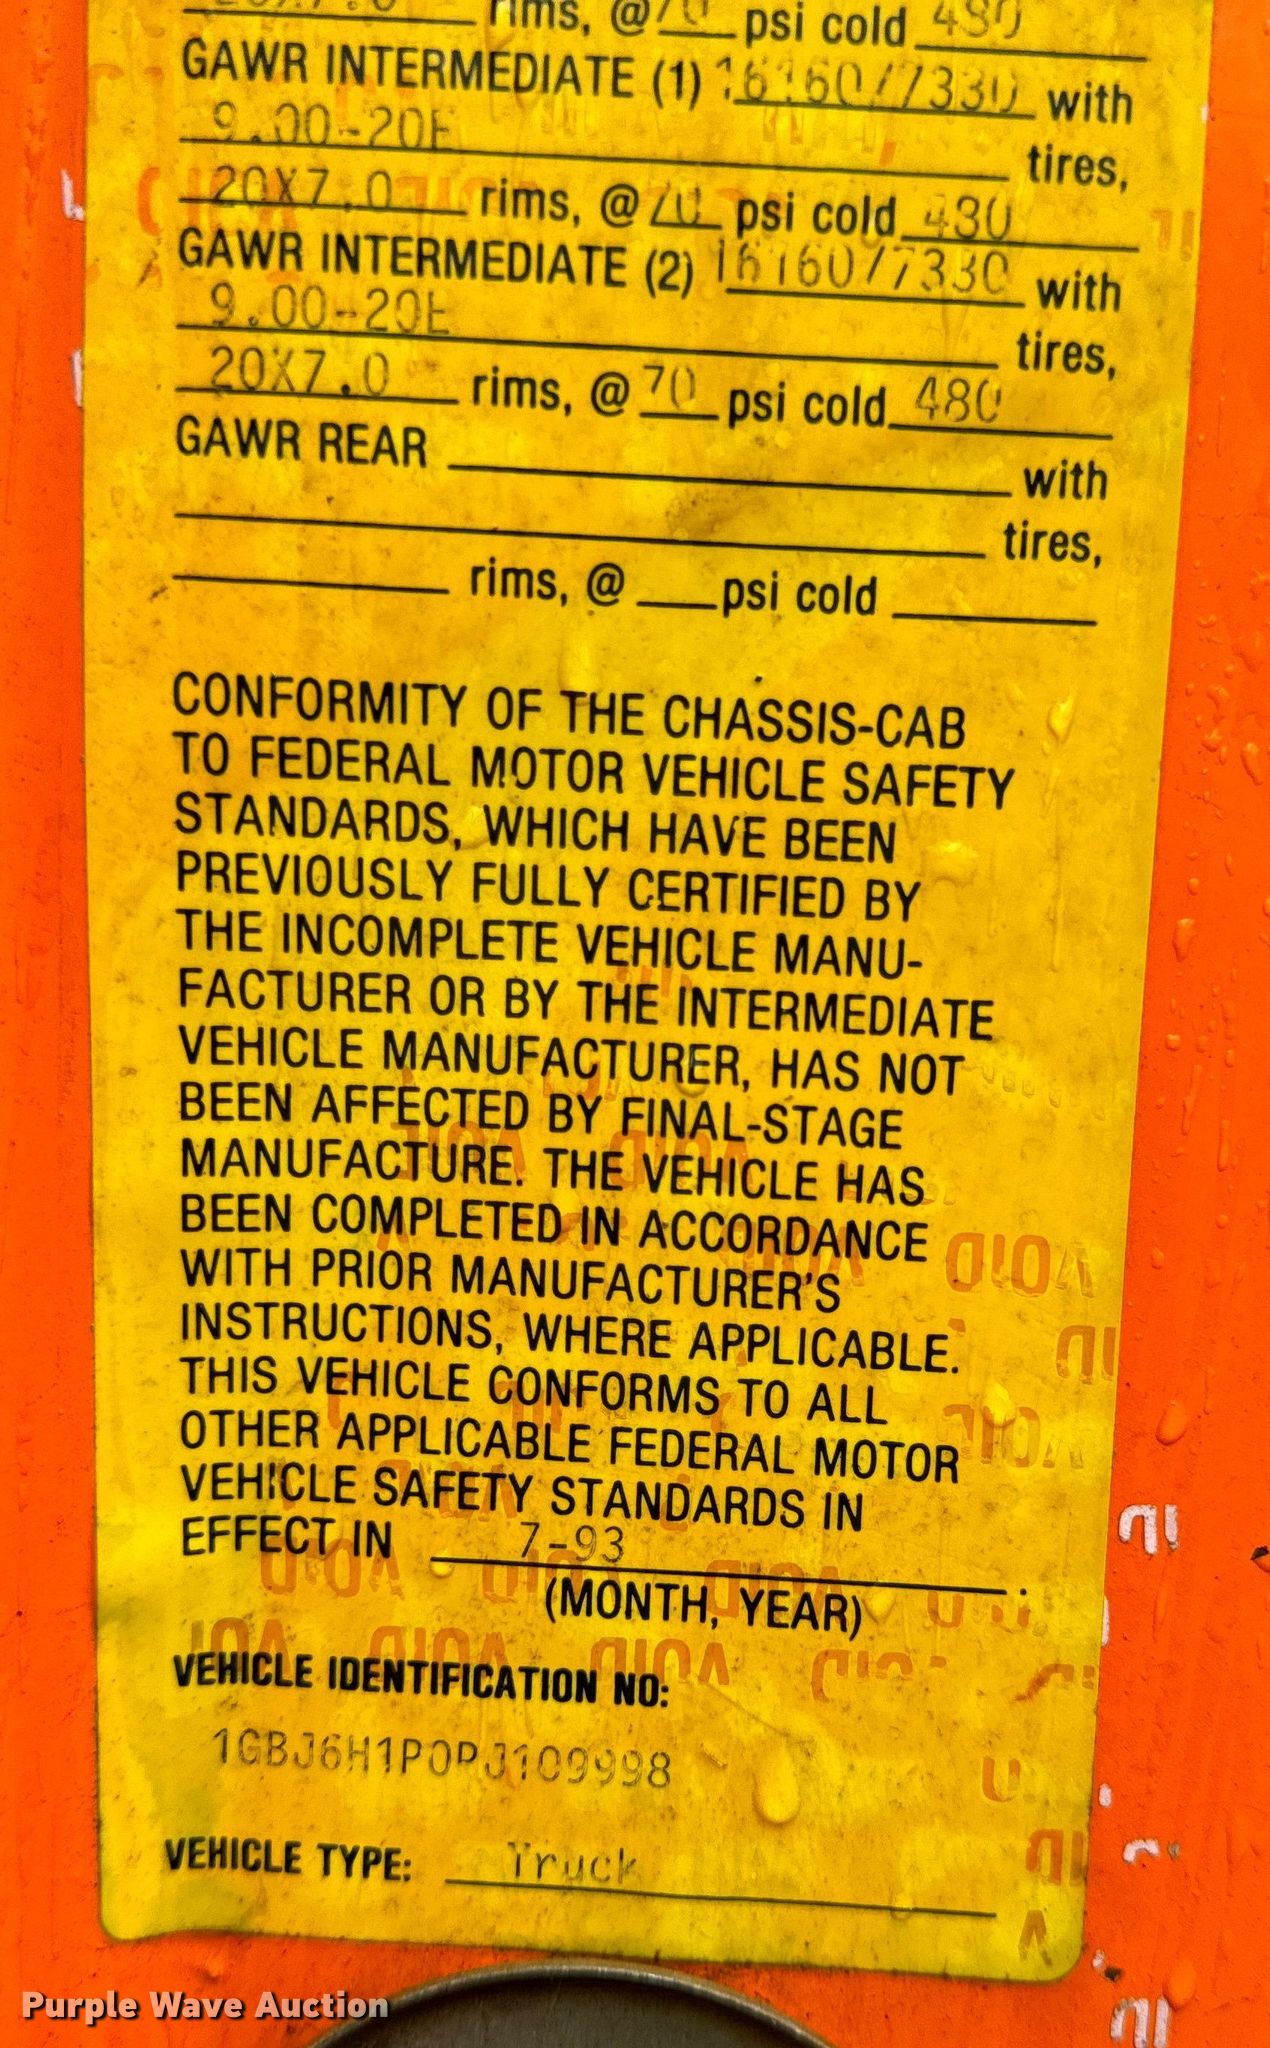 20X7.0 rims, @70 psi cold 480
GAWR INTERMEDIATE (1) 16160/7330 with
9.00-20E tires,
20X7.0 rims, @70 psi cold 480
GAWR INTERMEDIATE (2) 16160/7330 with
9.00-20E tires,
20X7.0 rims, @70 psi cold 480
GAWR REAR with
tires,
rims, @ psi cold
CONFORMITY OF THE CHASSIS-CAB
TO FEDERAL MOTOR VEHICLE SAFETY
STANDARDS, WHICH HAVE BEEN
PREVIOUSLY FULLY CERTIFIED BY
THE INCOMPLETE VEHICLE MANU-
FACTURER OR BY THE INTERMEDIATE
VEHICLE MANUFACTURER, HAS NOT
BEEN AFFECTED BY FINAL-STAGE
MANUFACTURE. THE VEHICLE HAS
BEEN COMPLETED IN ACCORDANCE
WITH PRIOR MANUFACTURER'S
INSTRUCTIONS, WHERE APPLICABLE.
THIS VEHICLE CONFORMS TO ALL
OTHER APPLICABLE FEDERAL MOTOR
VEHICLE SAFETY STANDARDS IN
EFFECT IN 7-93.
(MONTH, YEAR)
VEHICLE IDENTIFICATION NO:
1GBJ6H1P0PJ109998
VEHICLE TYPE: Truck
Purple Wave Auction